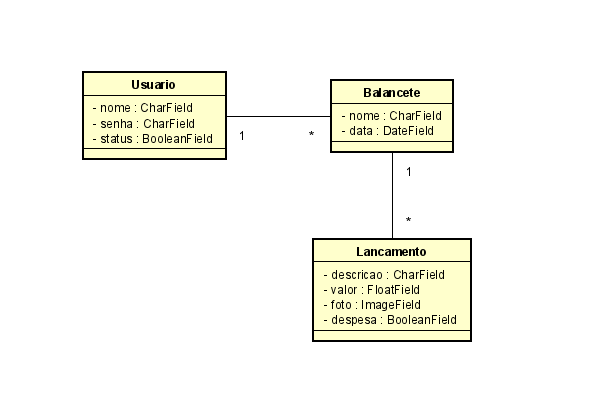 Usuario
- nome : CharField
- senha : CharField
- status : BooleanField
1
*
Balancete
- nome : CharField
- data : DateField
1
*
Lancamento
- descricao : CharField
- valor : FloatField
- foto : ImageField
- despesa : BooleanField